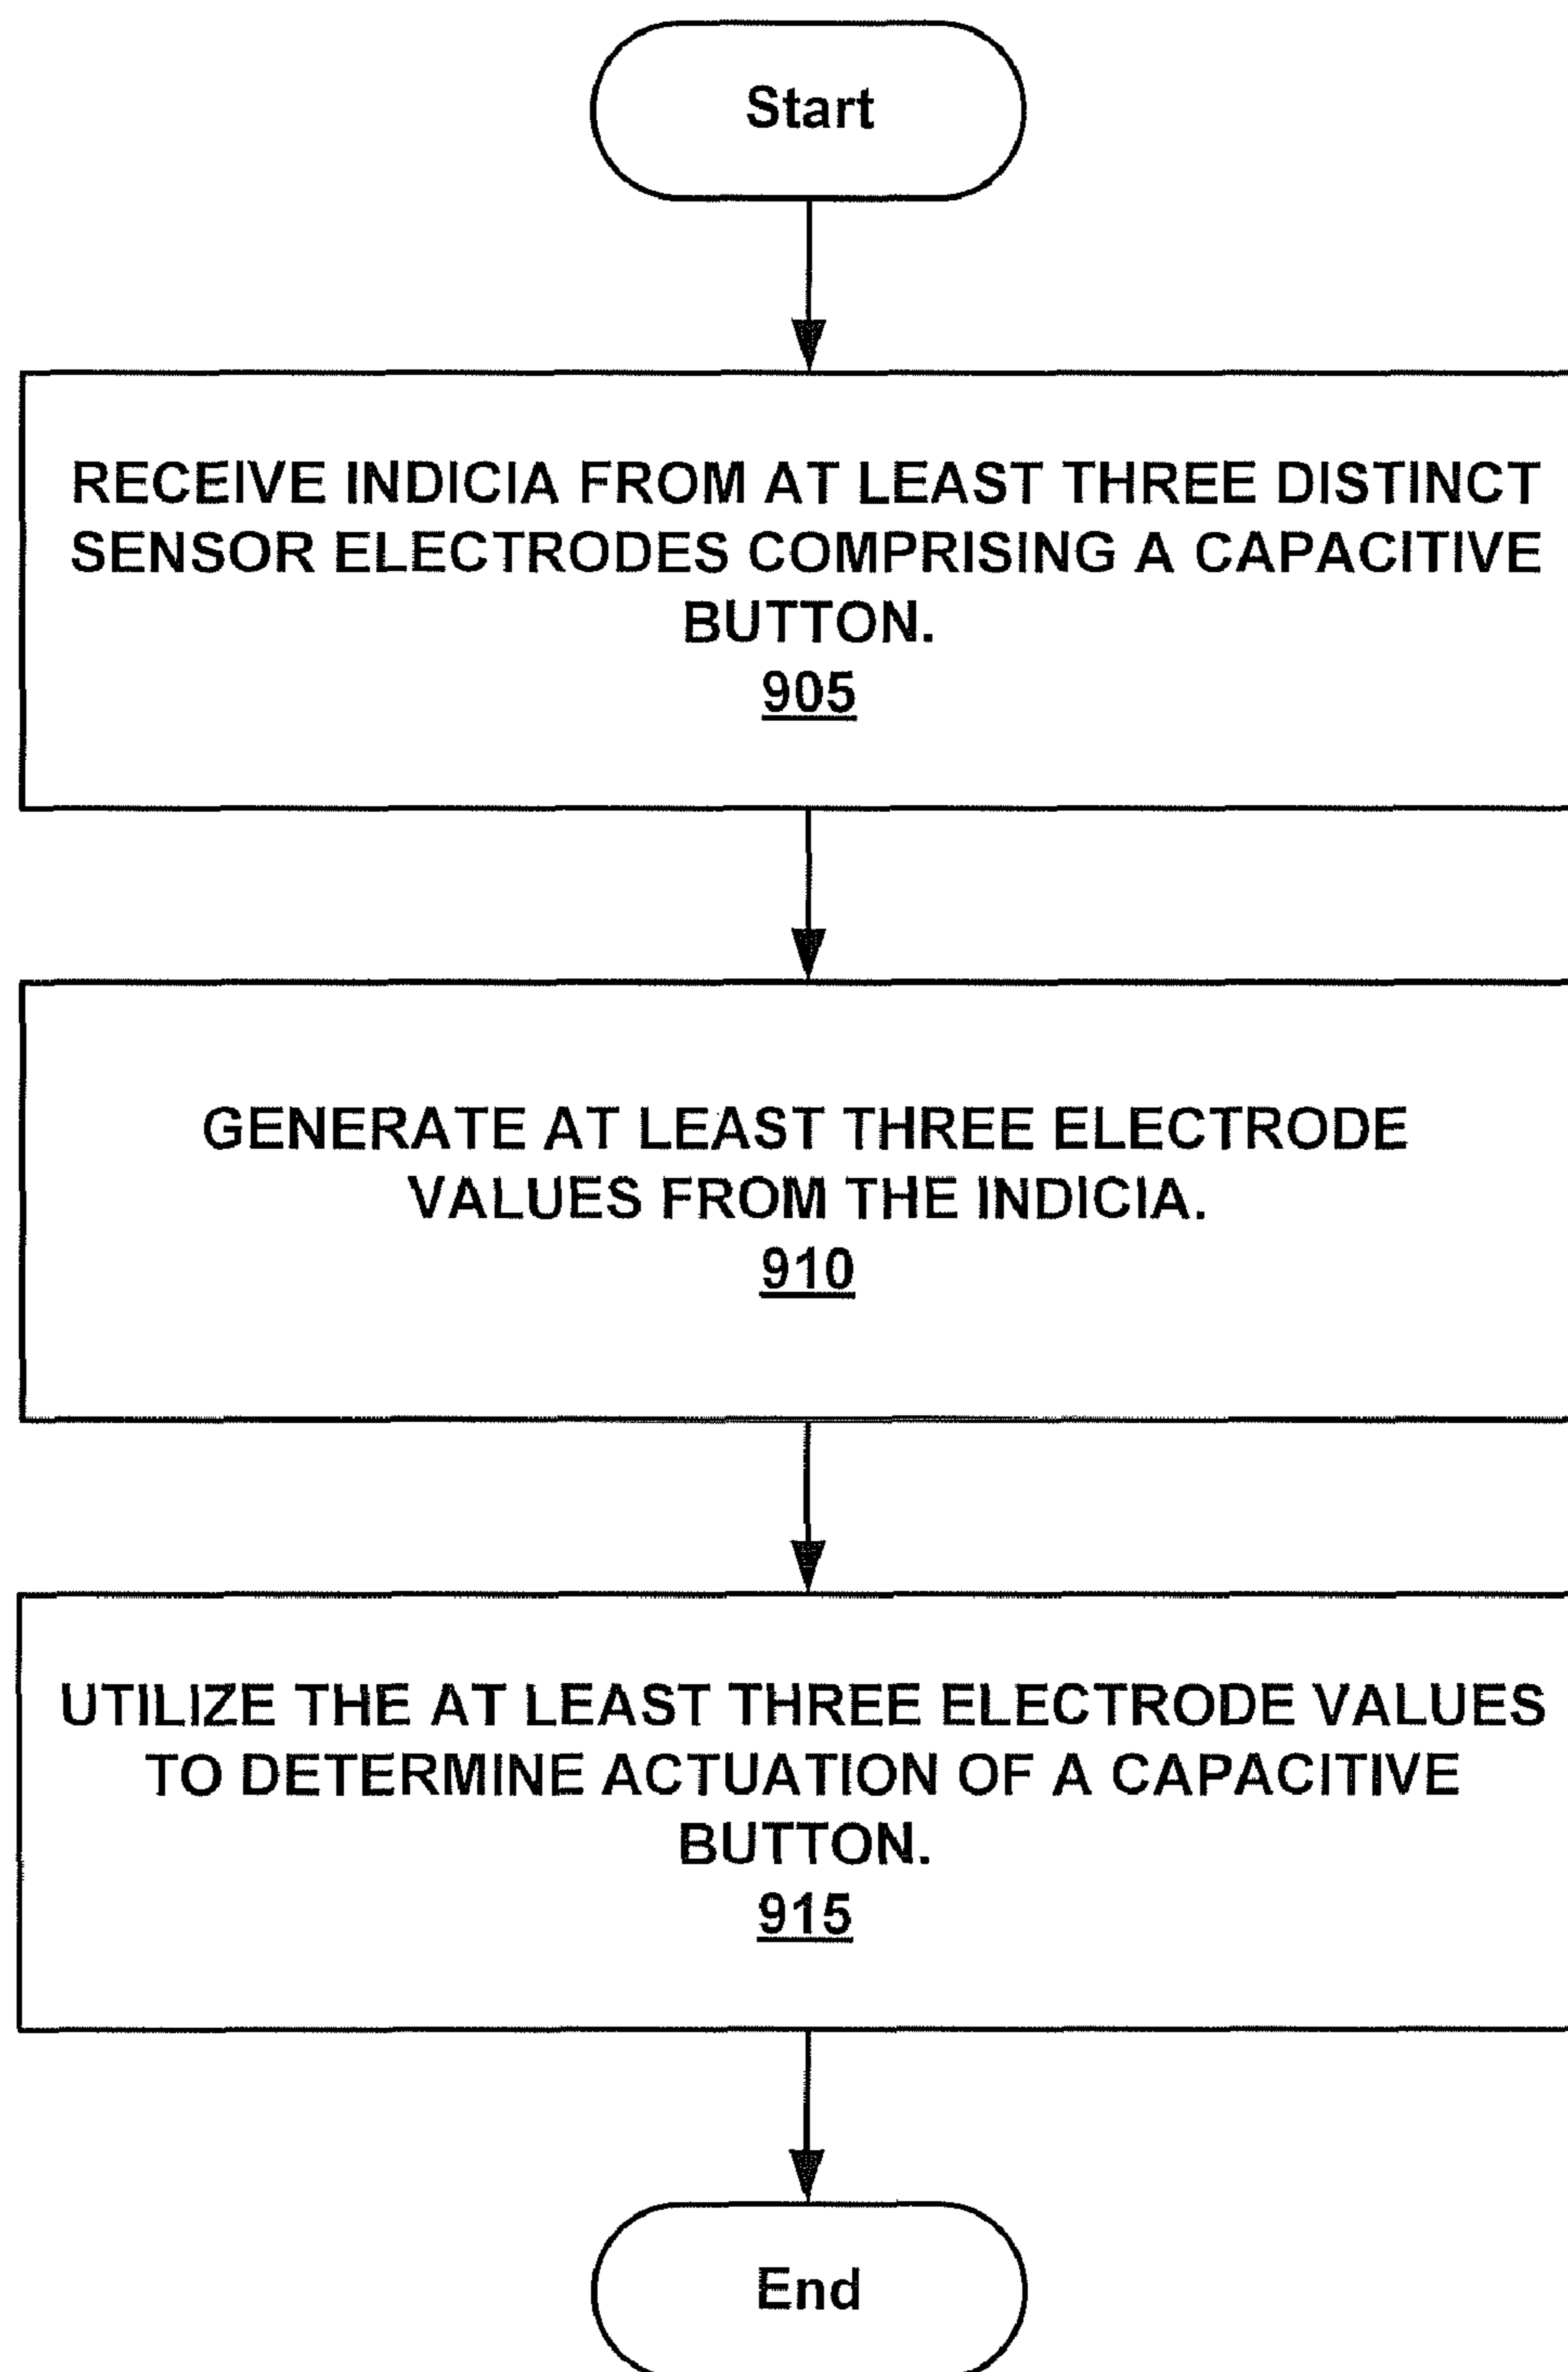 Start
RECEIVE INDICIA FROM AT LEAST THREE DISTINCT
SENSOR ELECTRODES COMPRISING A CAPACITIVE
BUTTON.
905
GENERATE AT LEAST THREE ELECTRODE
VALUES FROM THE INDICIA.
910
UTILIZE THE AT LEAST THREE ELECTRODE VALUES
TO DETERMINE ACTUATION OF A CAPACITIVE
BUTTON.
915
End